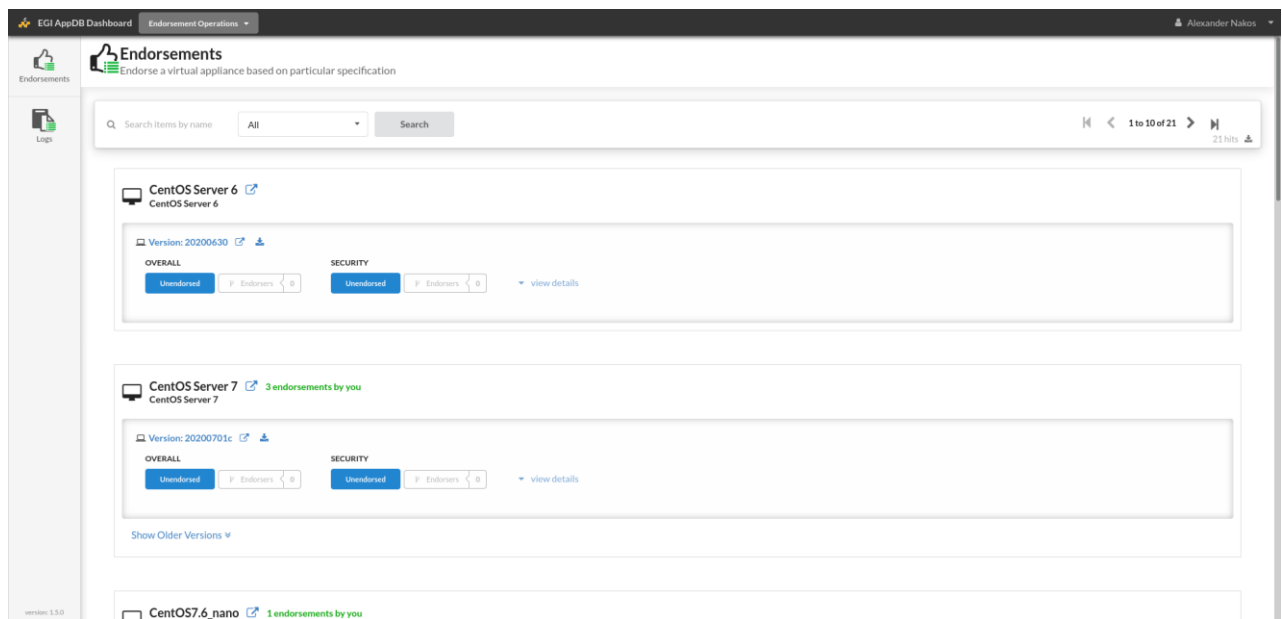 EGI AppDB Dashboard Endorsement Operations Alexander Nakos
Endorsements
Logs
version: 1.5.0
Endorsements
Endorse a virtual appliance based on particular specification
Search items by name All Search 1 to 10 of 21
21 hits
CentOS Server 6
CentOS Server 6
Version: 20200630
OVERALL SECURITY
Unendorsed Endorsers 0 Unendorsed Endorsers 0 view details
CentOS Server 7 3 endorsements by you
CentOS Server 7
Version: 20200701c
OVERALL SECURITY
Unendorsed Endorsers 0 Unendorsed Endorsers 0 view details
Show Older Versions
CentOS7.6_nano 1 endorsements by you